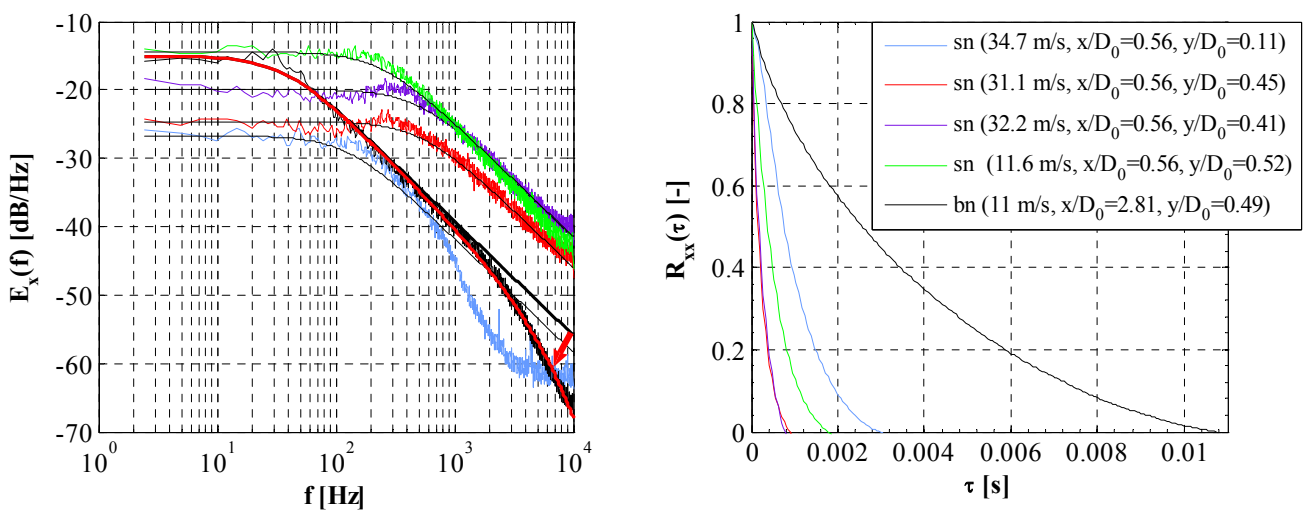 -10
-20
-30
-40
-50
-60
-70
E_x(f) [dB/Hz]
10^0
10^1
10^2
10^3
10^4
f [Hz]
1
0.8
0.6
0.4
0.2
0
R_xx(τ) [-]
0
0.002
0.004
0.006
0.008
0.01
τ [s]
sn (34.7 m/s, x/D_0=0.56, y/D_0=0.11)
sn (31.1 m/s, x/D_0=0.56, y/D_0=0.45)
sn (32.2 m/s, x/D_0=0.56, y/D_0=0.41)
sn (11.6 m/s, x/D_0=0.56, y/D_0=0.52)
bn (11 m/s, x/D_0=2.81, y/D_0=0.49)